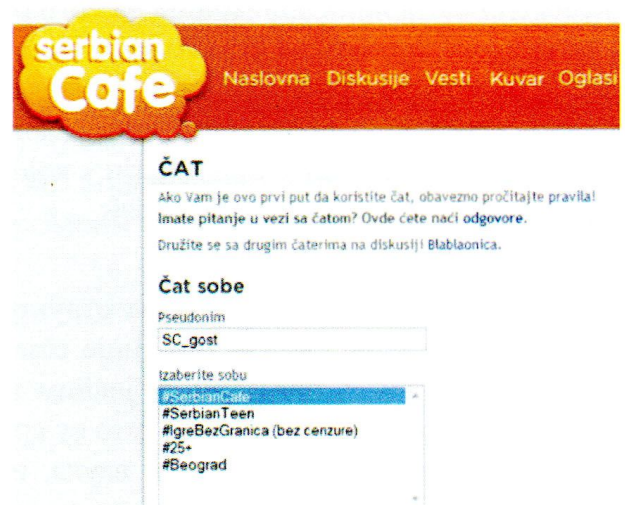 serbian
Cafe
Naslovna Diskusije Vesti Kuvar Oglasi
ČAT
Ako Vam je ovo prvi put da koristite čat, obavezno pročitajte pravila!
Imate pitanje u vezi sa čatom? Ovde ćete naći odgovore.
Družite se sa drugim čaterima na diskusiji Blablaonica.
Čat sobe
Pseudonim
SC_gost
Izaberite sobu
#SerbianCafe
#SerbianTeen
#IgreBezGranica (bez cenzure)
#25+
#Beograd